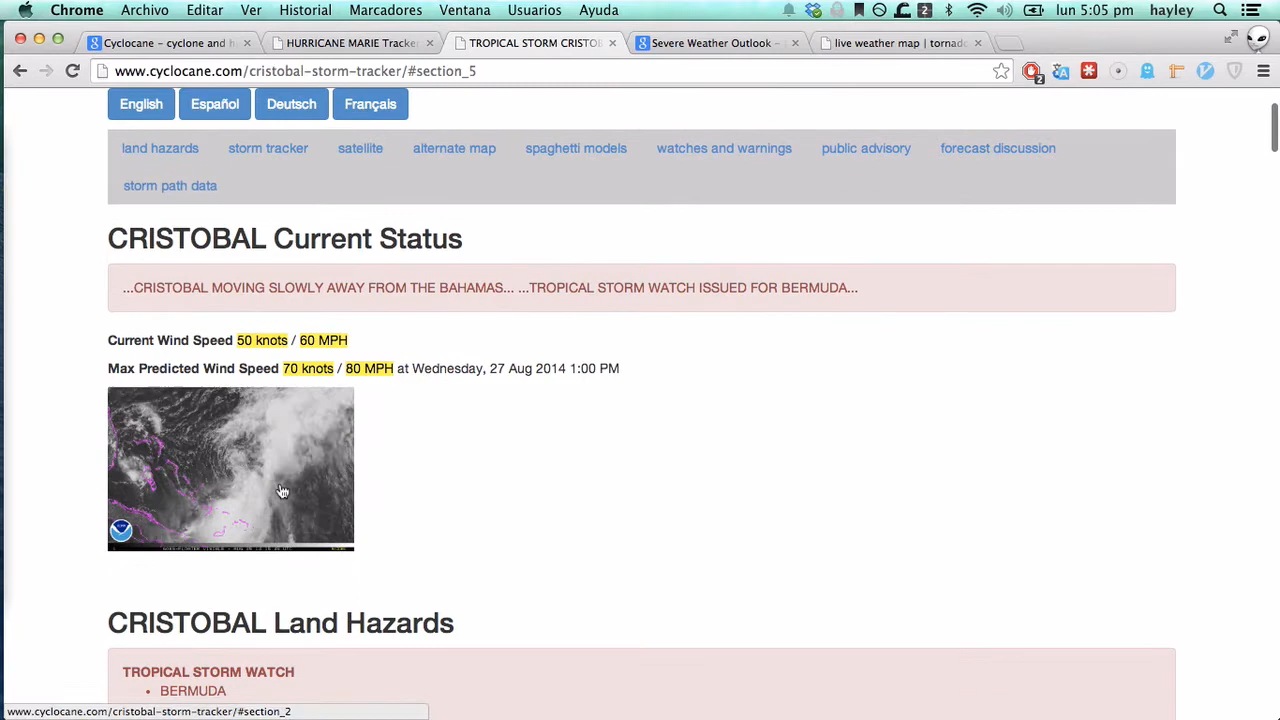 Chrome Archivo Editar Ver Historial Marcadores Ventana Usuarios Ayuda 2 lun 5:05 pm hayley
Cyclocane - cyclone and h HURRICANE MARIE Tracker TROPICAL STORM CRISTO Severe Weather Outlook - live weather map | tornad
www.cyclocane.com/cristobal-storm-tracker/#section_5 2
English Español Deutsch Français
land hazards storm tracker satellite alternate map spaghetti models watches and warnings public advisory forecast discussion
storm path data
CRISTOBAL Current Status
...CRISTOBAL MOVING SLOWLY AWAY FROM THE BAHAMAS... ...TROPICAL STORM WATCH ISSUED FOR BERMUDA...
Current Wind Speed 50 knots / 60 MPH
Max Predicted Wind Speed 70 knots / 80 MPH at Wednesday, 27 Aug 2014 1:00 PM
CRISTOBAL Land Hazards
TROPICAL STORM WATCH
• BERMUDA
www.cyclocane.com/cristobal-storm-tracker/#section_2